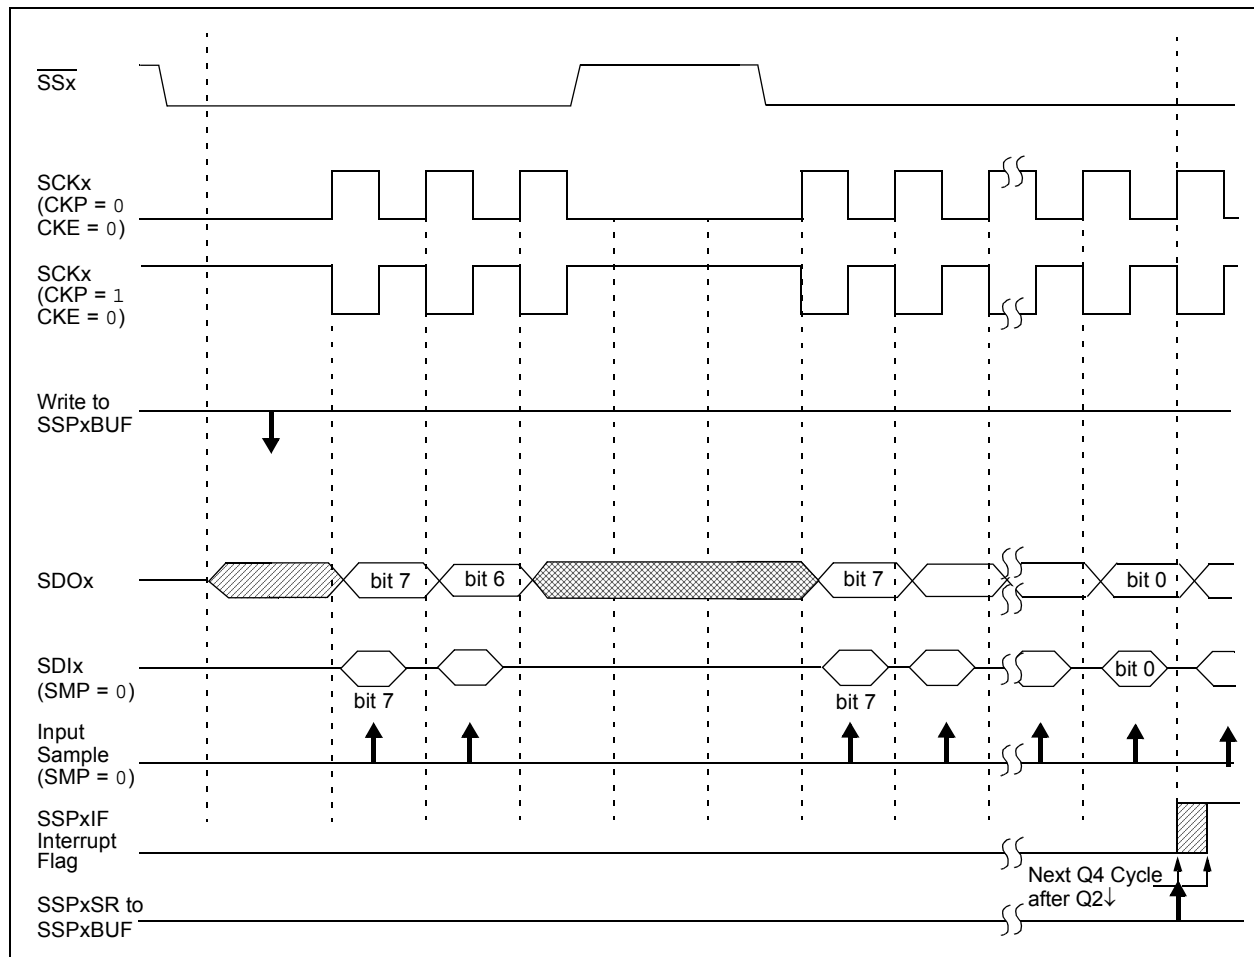 SSx
SCKx
(CKP = 0
CKE = 0)
SCKx
(CKP = 1
CKE = 0)
Write to
SSPxBUF
SDOx
bit 7
bit 6
bit 7
bit 0
SDIx
(SMP = 0)
bit 7
bit 7
bit 0
Input
Sample
(SMP = 0)
SSPxIF
Interrupt
Flag
Next Q4 Cycle
after Q2↓
SSPxSR to
SSPxBUF